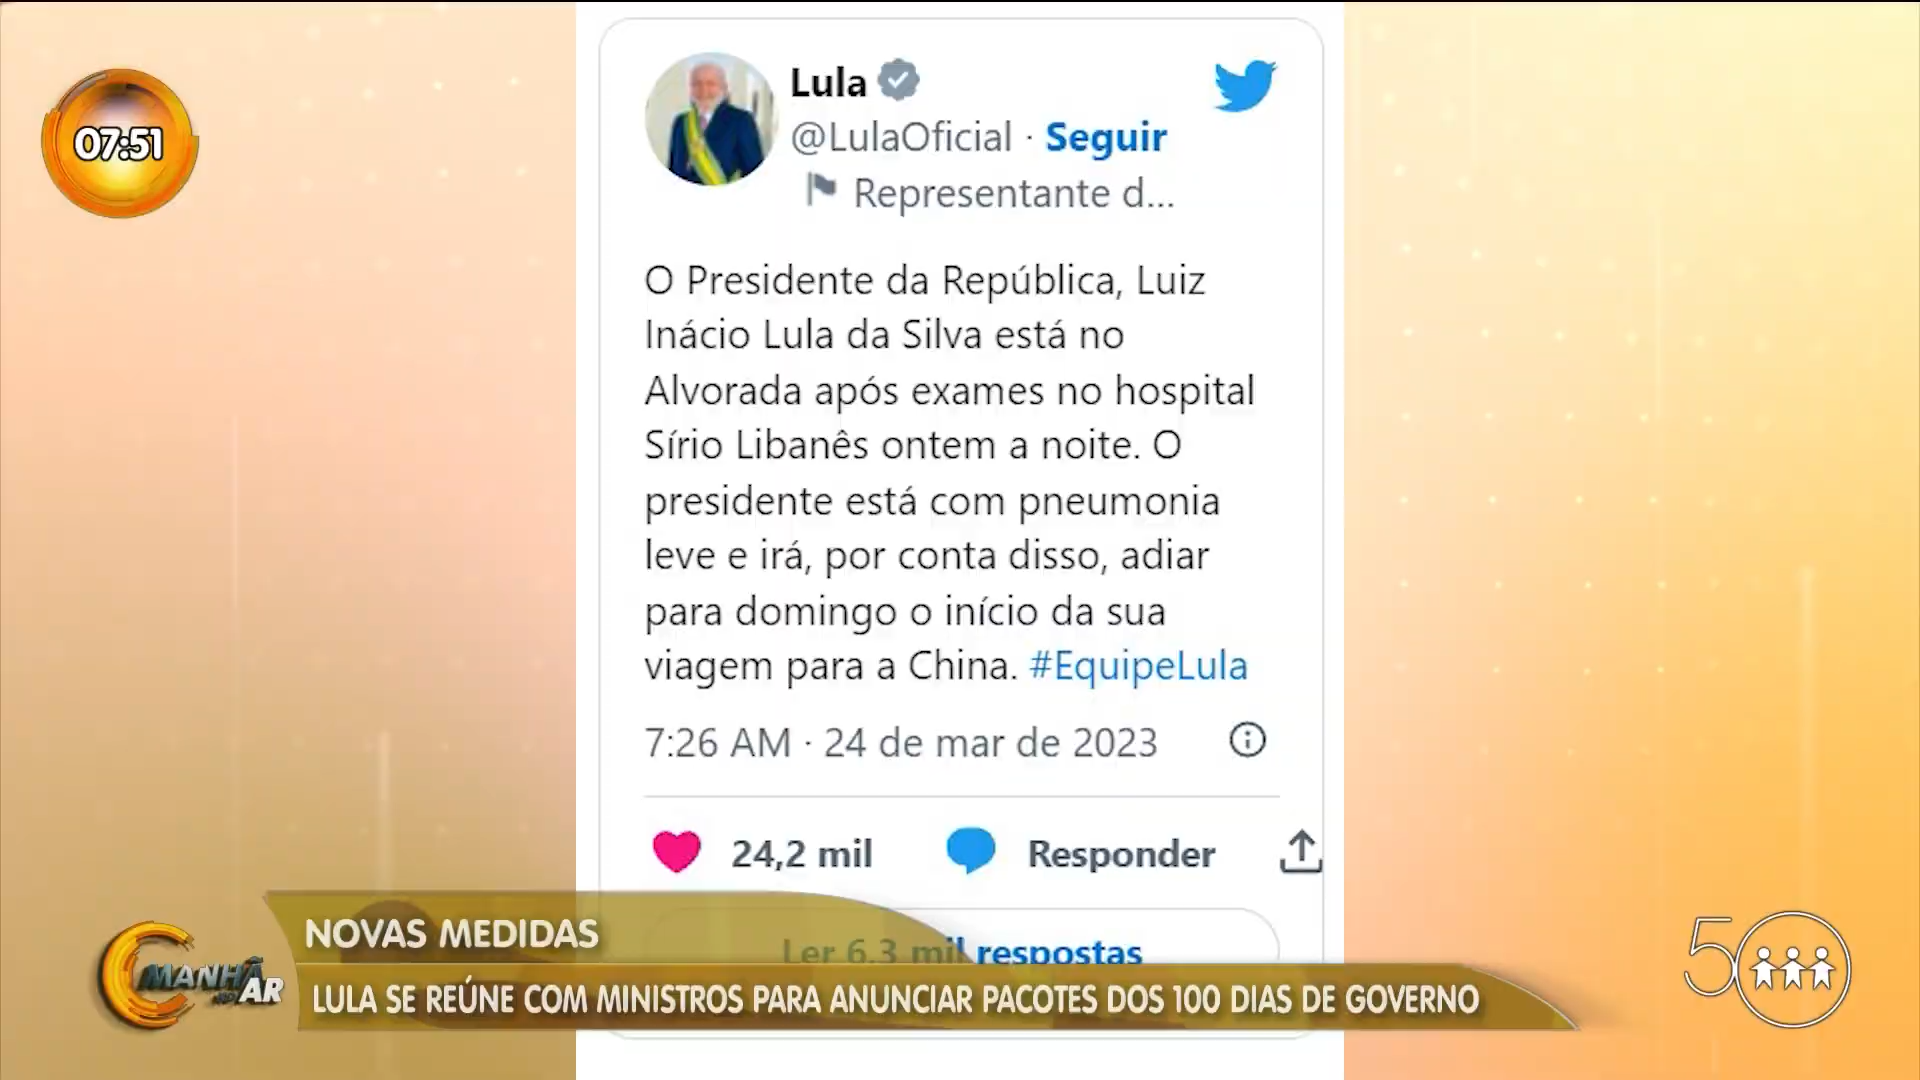 07:51
Lula
@LulaOficial · Seguir
Representante d...
O Presidente da República, Luiz
Inácio Lula da Silva está no
Alvorada após exames no hospital
Sírio Libanês ontem a noite. O
presidente está com pneumonia
leve e irá, por conta disso, adiar
para domingo o início da sua
viagem para a China. #EquipeLula
7:26 AM · 24 de mar de 2023
24,2 mil
Responder
Ler 6,3 mil respostas
NOVAS MEDIDAS
MANHÃ
NO AR
LULA SE REÚNE COM MINISTROS PARA ANUNCIAR PACOTES DOS 100 DIAS DE GOVERNO
50